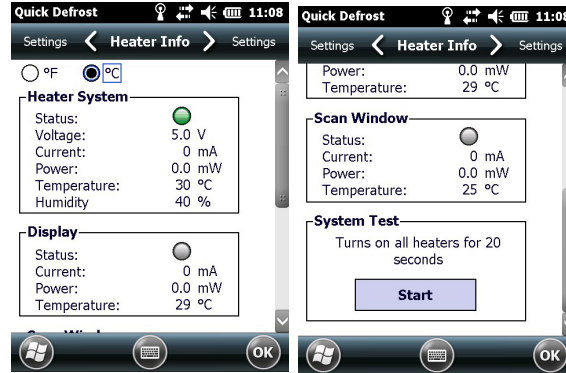 Quick Defrost 11:08
Settings Heater Info Settings
°F °C
Heater System
Status:
Voltage: 5.0 V
Current: 0 mA
Power: 0.0 mW
Temperature: 30 °C
Humidity 40 %
Display
Status:
Current: 0 mA
Power: 0.0 mW
Temperature: 29 °C
OK
Quick Defrost 11:08
Settings Heater Info Settings
Power: 0.0 mW
Temperature: 29 °C
Scan Window
Status:
Current: 0 mA
Power: 0.0 mW
Temperature: 25 °C
System Test
Turns on all heaters for 20
seconds
Start
OK